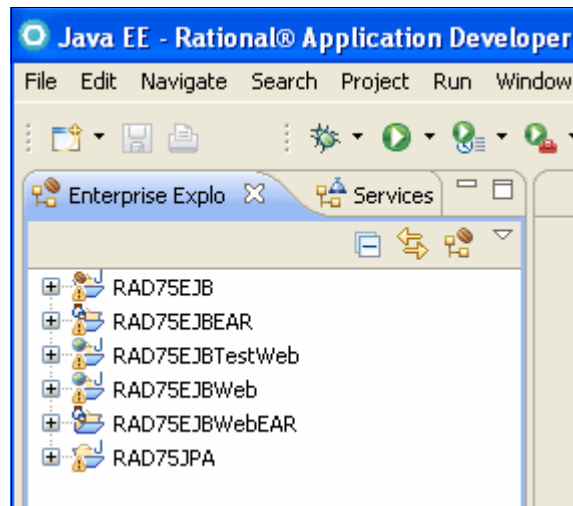 Java EE - Rational® Application Developer
File Edit Navigate Search Project Run Window
Enterprise Explo Services
RAD75EJB
RAD75EJBEAR
RAD75EJBTestWeb
RAD75EJBWeb
RAD75EJBWebEAR
RAD75JPA